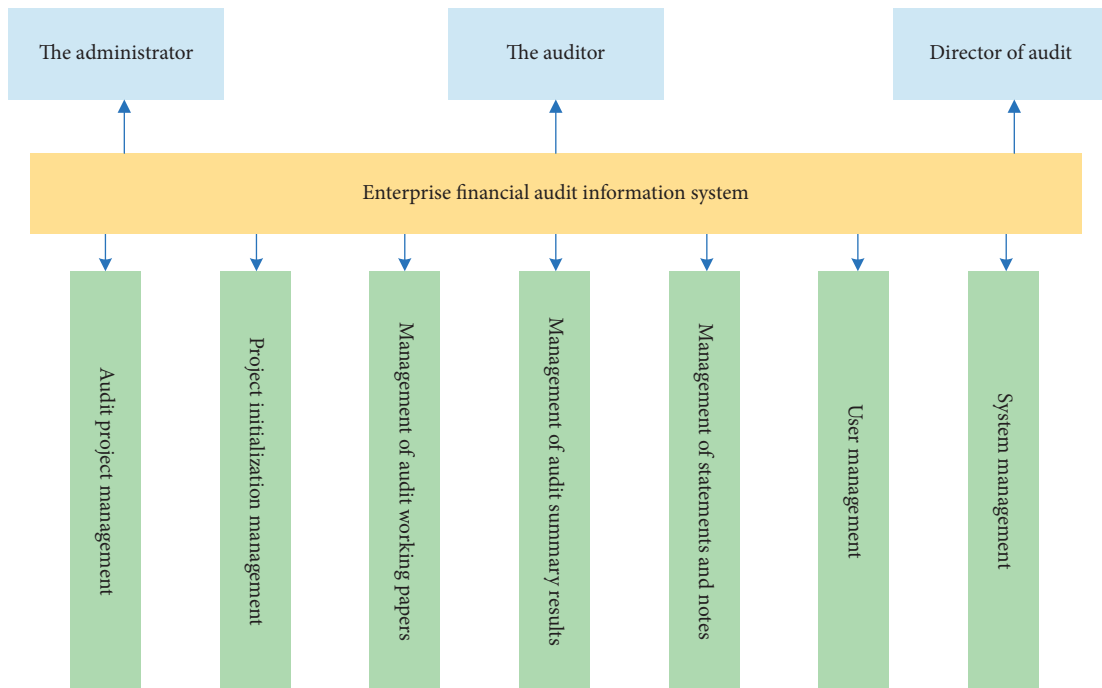 The administrator
The auditor
Director of audit
Enterprise financial audit information system
Audit project management
Project initialization management
Management of audit working papers
Management of audit summary results
Management of statements and notes
User management
System management